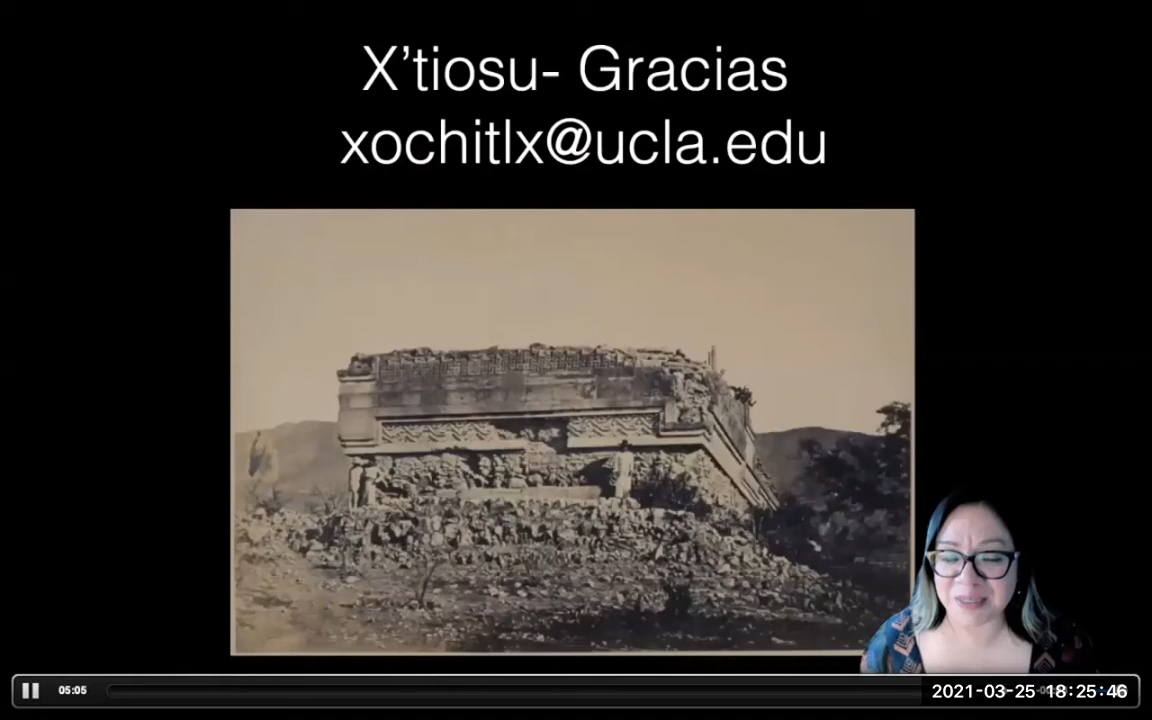 X’tiosu- Gracias
xochitlx@ucla.edu
05:05
2021-03-25 18:25:46